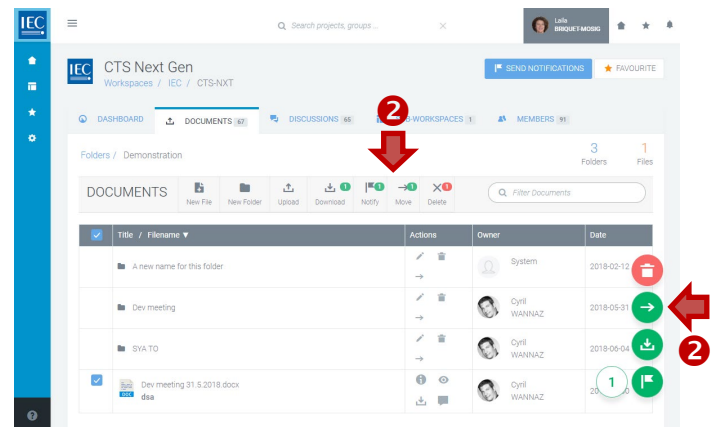 IEC
Search projects, groups ...
Laila
BRIQUET-MOSIG
IEC
CTS Next Gen
Workspaces / IEC / CTS-NXT
SEND NOTIFICATIONS
FAVOURITE
DASHBOARD
DOCUMENTS 67
DISCUSSIONS 65
B-WORKSPACES 1
MEMBERS 91
2
Folders / Demonstration
3
Folders
1
Files
DOCUMENTS
New File
New Folder
Upload
1
Download
1
Notify
1
Move
1
Delete
Filter Documents
Title / Filename ▼
Actions
Owner
Date
A new name for this folder
System
2018-02-12
Dev meeting
Cyril
WANNAZ
2018-05-31
2
SYA TO
Cyril
WANNAZ
2018-06-04
DOC
Dev meeting 31.5.2018.docx
dsa
Cyril
WANNAZ
20
1